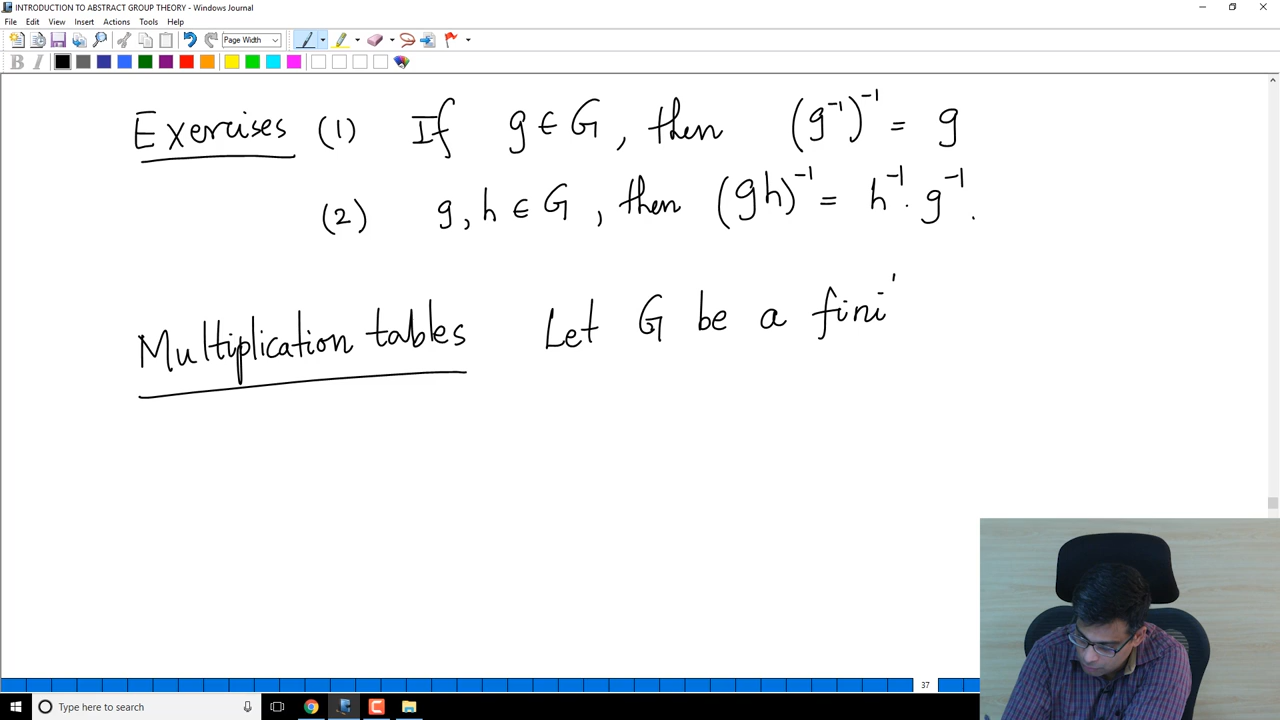 INTRODUCTION TO ABSTRACT GROUP THEORY - Windows Journal
File Edit View Insert Actions Tools Help
Page Width
B I
Exercises (1) If g ∈ G, then (g⁻¹)⁻¹ = g
(2) g, h ∈ G, then (gh)⁻¹ = h⁻¹ · g⁻¹.
Multiplication tables Let G be a fini
37
Type here to search